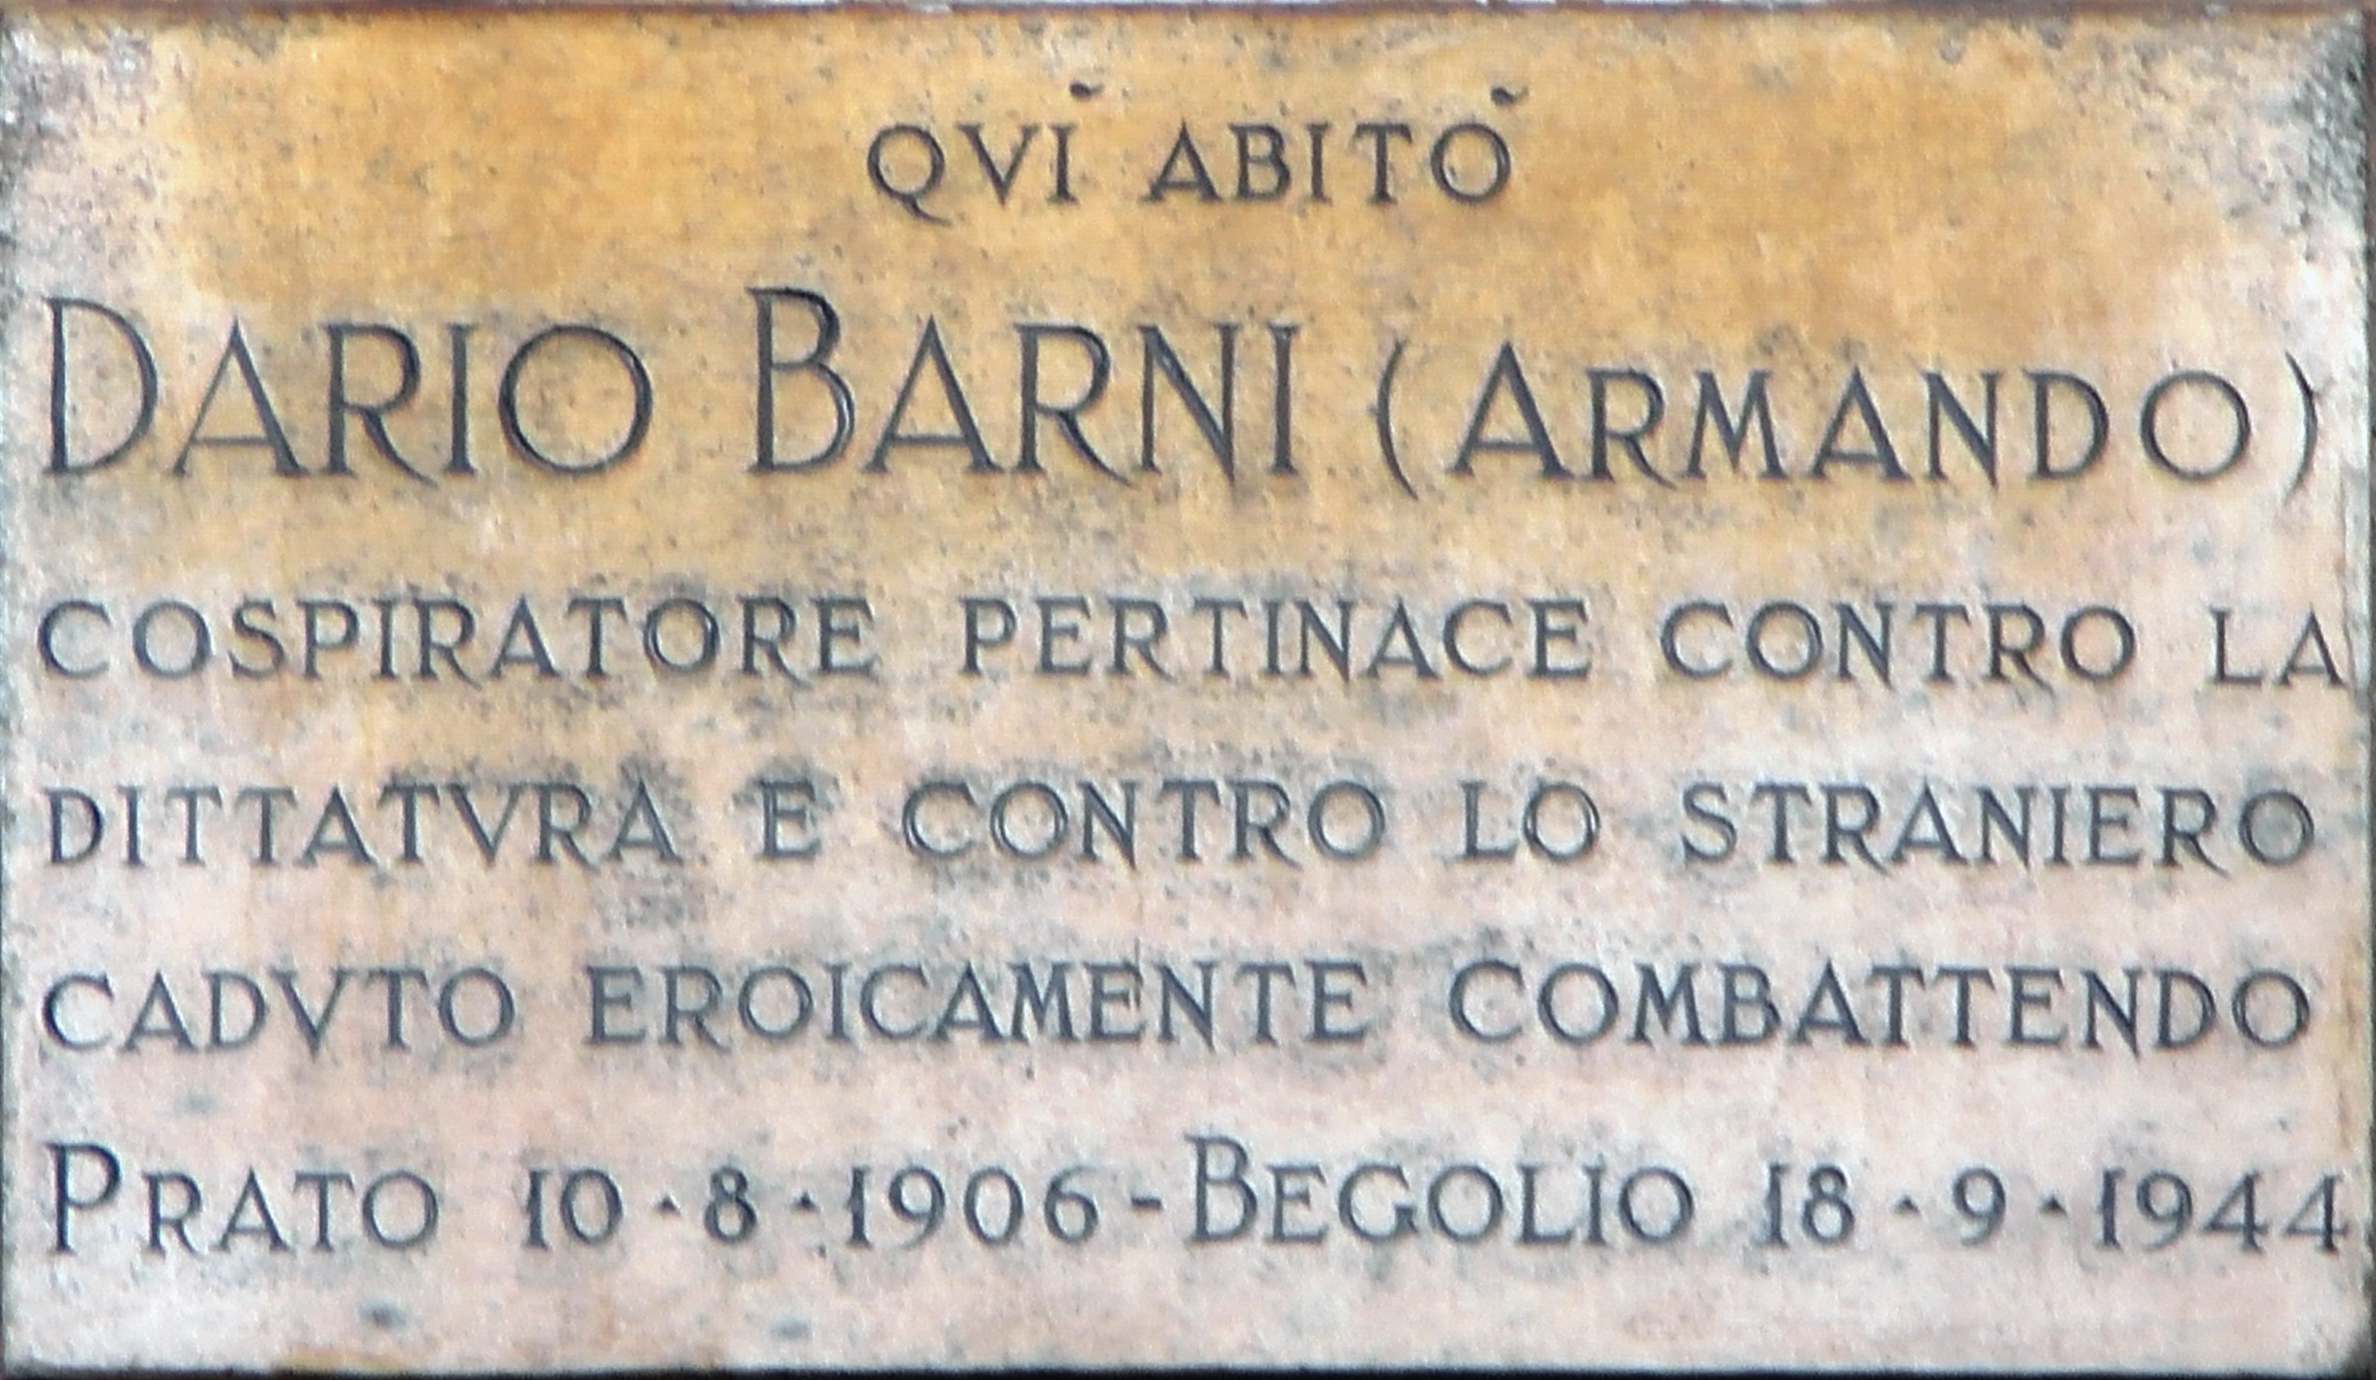 QVI ABITÒ
DARIO BARNI (ARMANDO)
COSPIRATORE PERTINACE CONTRO LA
DITTATVRA E CONTRO LO STRANIERO
CADVTO EROICAMENTE COMBATTENDO
PRATO 10·8·1906-BEGOLIO 18·9·1944